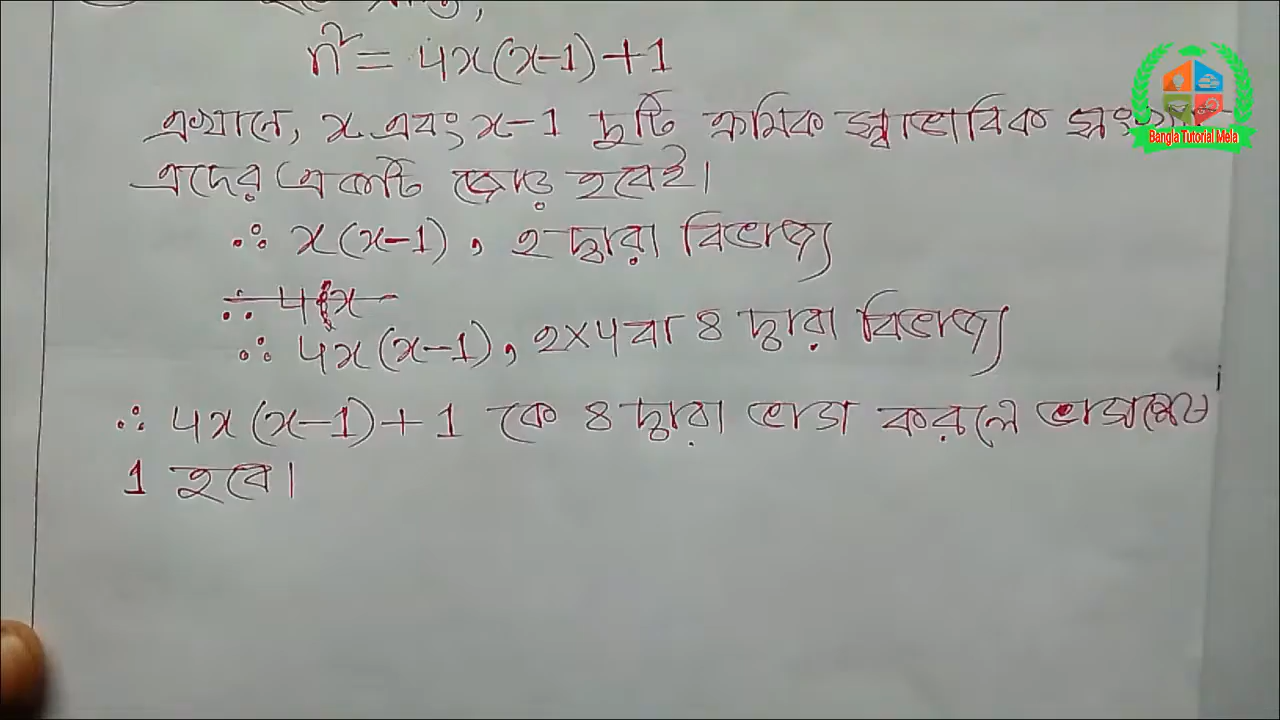 n² = 4x(x-1)+1
Bangla Tutorial Mela
এখানে, x এবং x-1 দুটি ক্রমিক স্বাভাবিক
এদের একটি জোড় হবেই।
∴ x(x-1), 2 দ্বারা বিভাজ্য
∴ 4x
∴ 4x(x-1), 2×4 বা 8 দ্বারা বিভাজ্য
∴ 4x(x-1)+1 কে 8 দ্বারা ভাগ করলে ভাগশেষ
1 হবে।